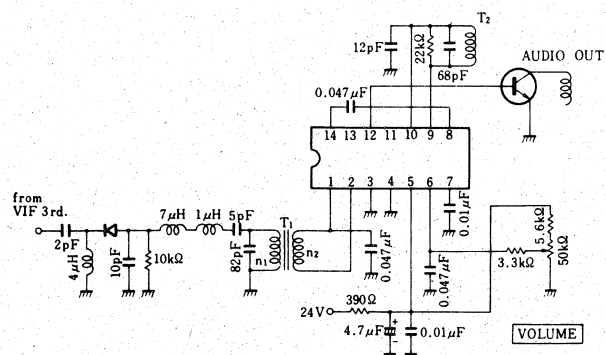 T2
12pF
22kΩ
68pF
AUDIO OUT
0.047μF
14 13 12 11 10 9 8
1 2 3 4 5 6 7
from
VIF 3rd.
2pF
4μH
10pF
10kΩ
7μH
1μH
5pF
82pF
T1
n1
n2
0.047μF
0.01μF
0.047μF
5.6kΩ
3.3kΩ
50kΩ
390Ω
24V
4.7μF
+
-
0.01μF
VOLUME